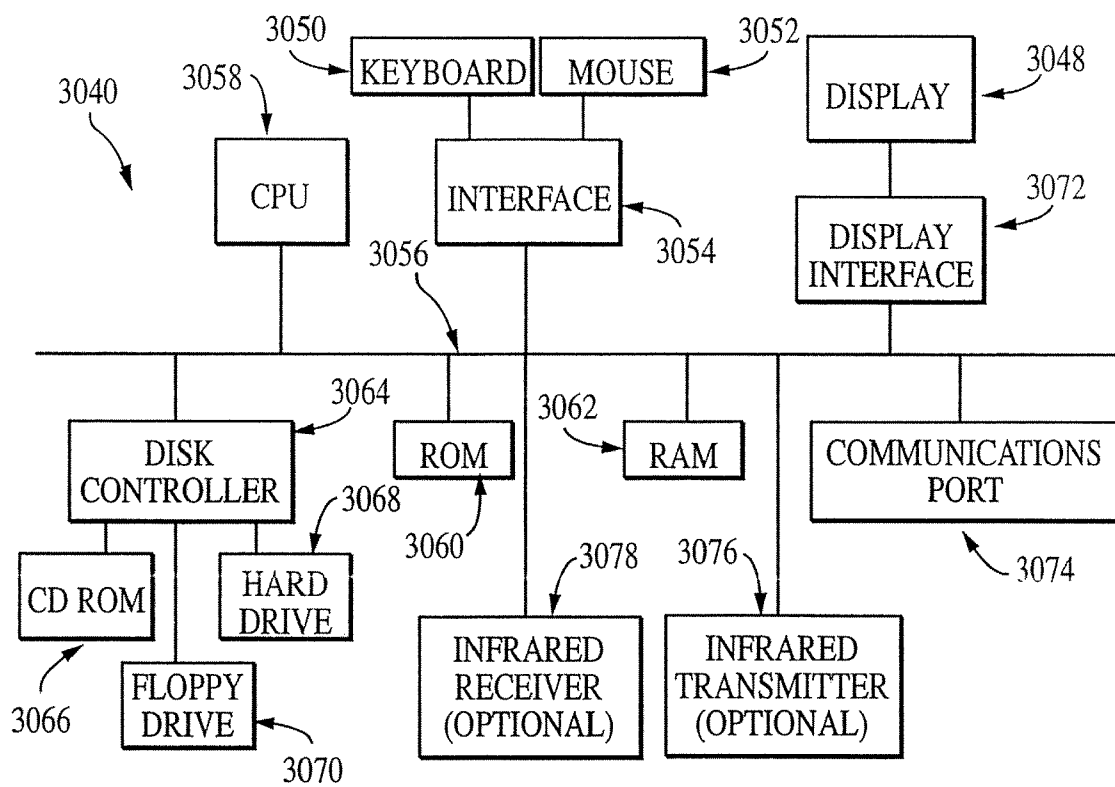 3050
KEYBOARD
MOUSE
3052
3058
3040
DISPLAY
3048
CPU
INTERFACE
3054
3072
DISPLAY
INTERFACE
3056
3064
DISK
CONTROLLER
3068
ROM
3060
3062
RAM
COMMUNICATIONS
PORT
3074
CD ROM
3066
HARD
DRIVE
FLOPPY
DRIVE
3070
3078
INFRARED
RECEIVER
(OPTIONAL)
3076
INFRARED
TRANSMITTER
(OPTIONAL)